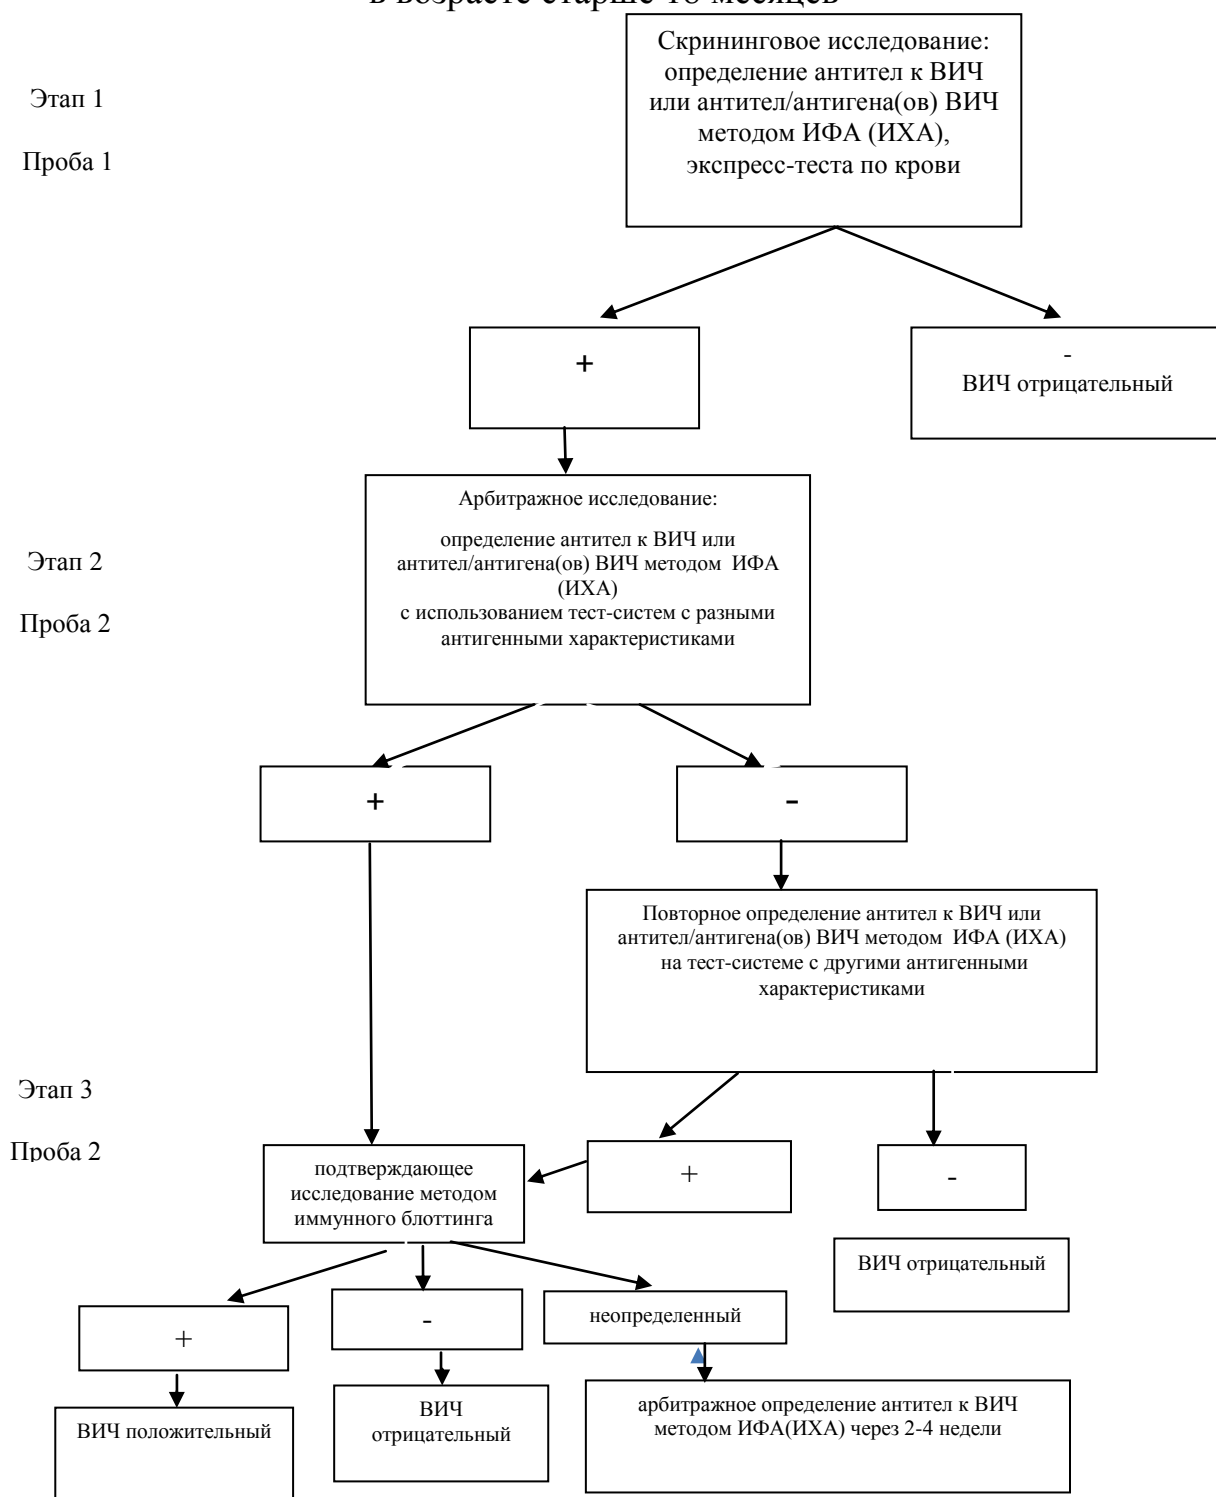 в возрасте старше 18 месяцев
Скрининговое исследование:
определение антител к ВИЧ
или антител/антигена(ов) ВИЧ
методом ИФА (ИХА),
экспресс-теста по крови
Этап 1
Проба 1
+
-
ВИЧ отрицательный
Арбитражное исследование:
определение антител к ВИЧ или
антител/антигена(ов) ВИЧ методом ИФА
(ИХА)
с использованием тест-систем с разными
антигенными характеристиками
Этап 2
Проба 2
+
-
Повторное определение антител к ВИЧ или
антител/антигена(ов) ВИЧ методом ИФА (ИХА)
на тест-системе с другими антигенными
характеристиками
Этап 3
Проба 2
подтверждающее
исследование методом
иммунного блоттинга
+
-
ВИЧ отрицательный
+
-
неопределенный
ВИЧ положительный
ВИЧ
отрицательный
арбитражное определение антител к ВИЧ
методом ИФА(ИХА) через 2-4 недели